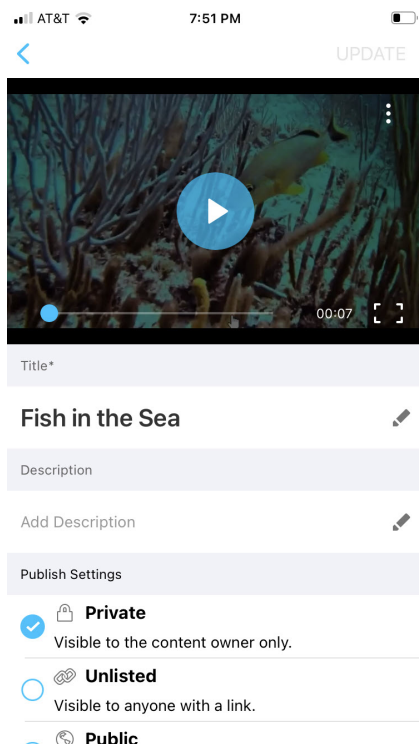 AT&T 7:51 PM
UPDATE
00:07
Title*
Fish in the Sea
Description
Add Description
Publish Settings
Private
Visible to the content owner only.
Unlisted
Visible to anyone with a link.
Public